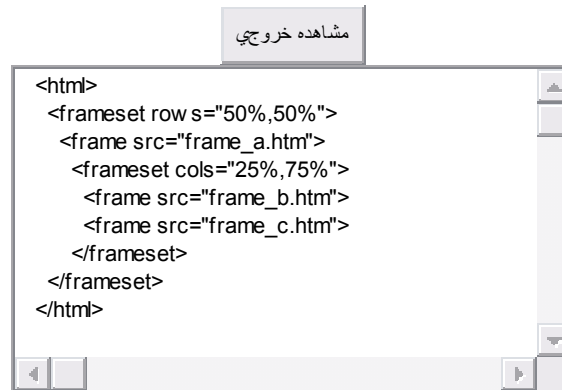 مشاهده خروجي
<html>
<frameset rows="50%,50%">
<frame src="frame_a.htm">
<frameset cols="25%,75%">
<frame src="frame_b.htm">
<frame src="frame_c.htm">
</frameset>
</frameset>
</html>